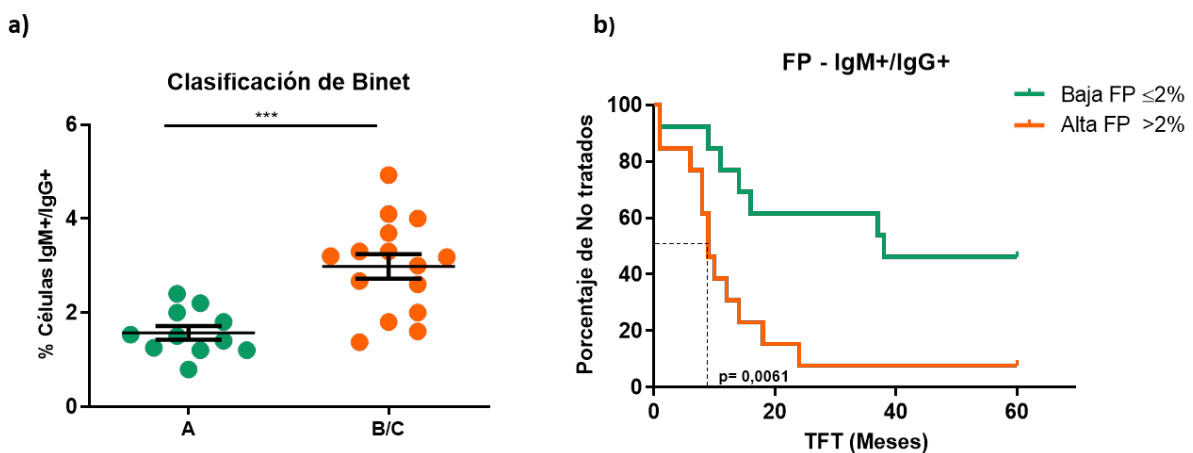 a)
Clasificación de Binet
***
% Células IgM+/IgG+
6
4
2
0
A
B/C
b)
FP - IgM+/IgG+
Baja FP ≤2%
Alta FP >2%
Porcentaje de No tratados
100
80
60
40
20
0
p= 0,0061
0
20
40
60
TFT (Meses)